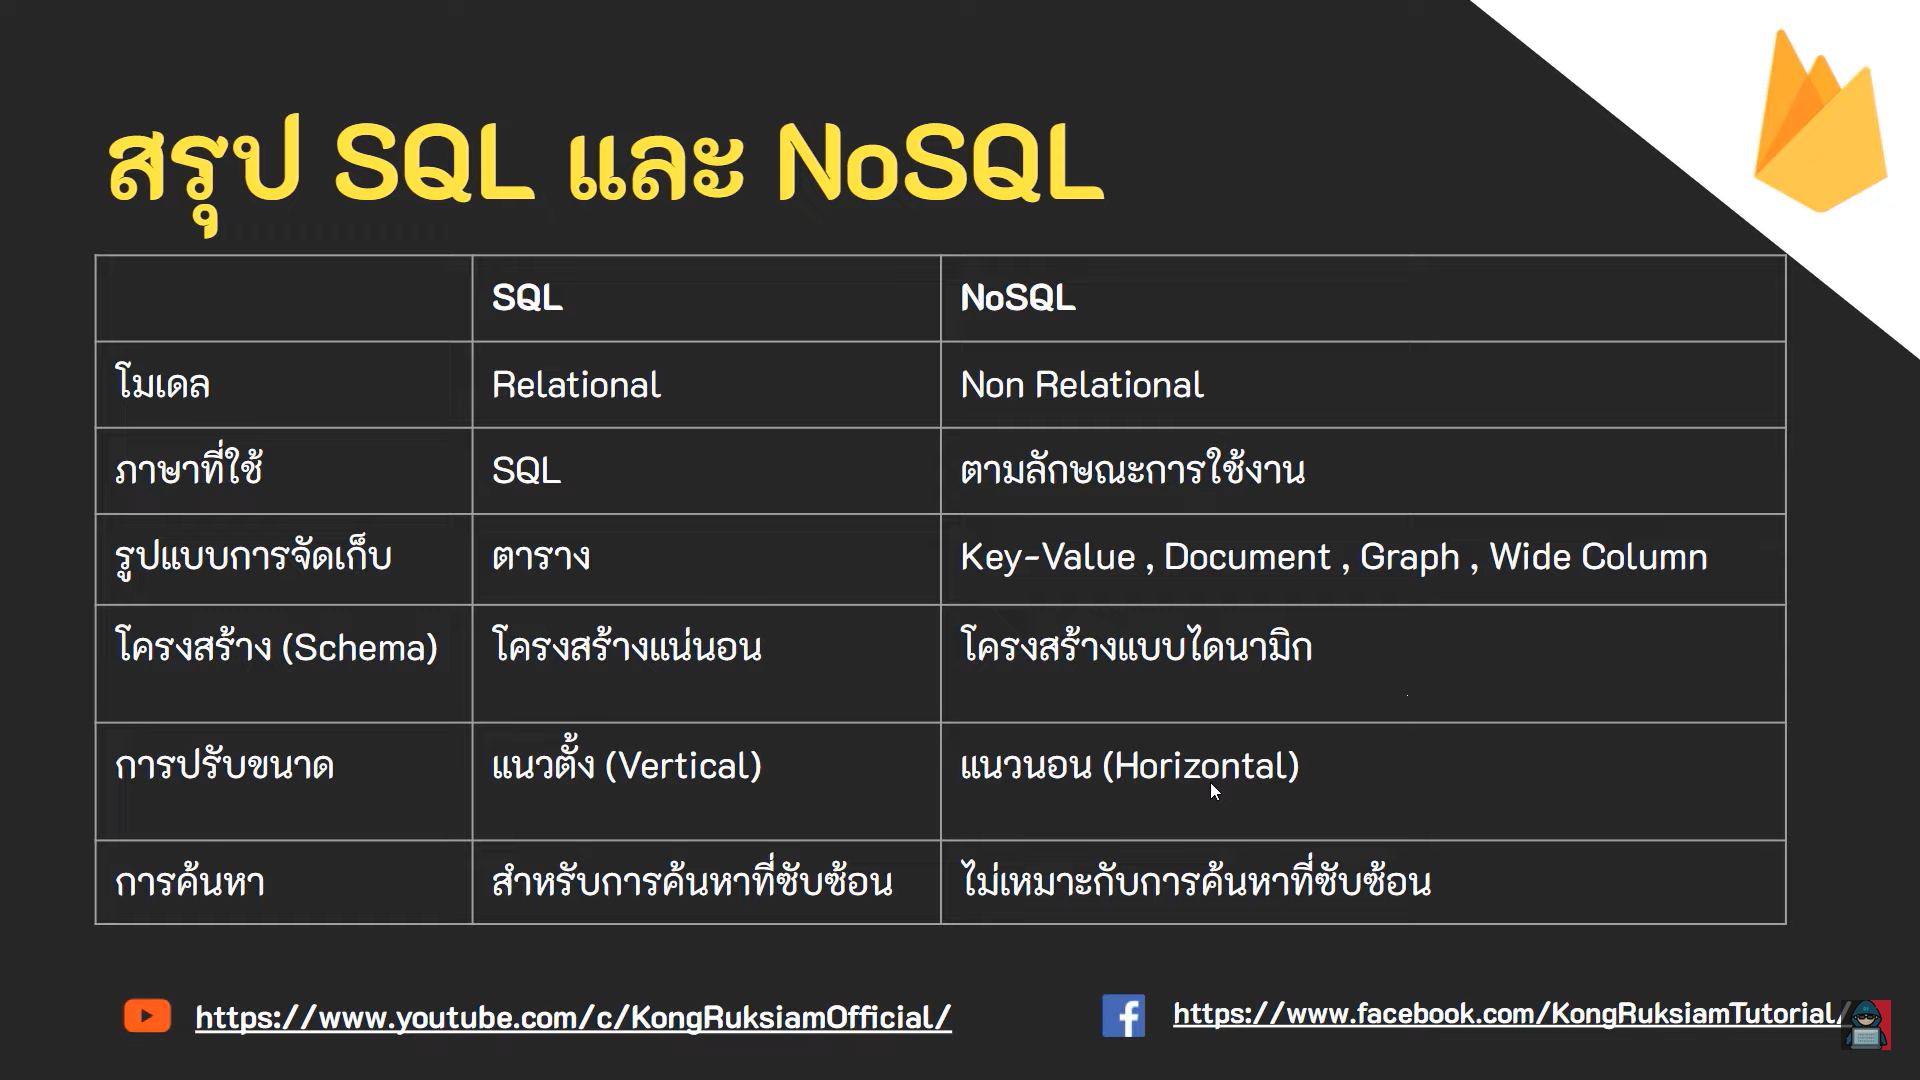 สรุป SQL และ NoSQL
SQL NoSQL
โมเดล Relational Non Relational
ภาษาที่ใช้ SQL ตามลักษณะการใช้งาน
รูปแบบการจัดเก็บ ตาราง Key-Value , Document , Graph , Wide Column
โครงสร้าง (Schema) โครงสร้างแน่นอน โครงสร้างแบบไดนามิก
การปรับขนาด แนวตั้ง (Vertical) แนวนอน (Horizontal)
การค้นหา สำหรับการค้นหาที่ซับซ้อน ไม่เหมาะกับการค้นหาที่ซับซ้อน
https://www.youtube.com/c/KongRuksiamOfficial/ https://www.facebook.com/KongRuksiamTutorial/